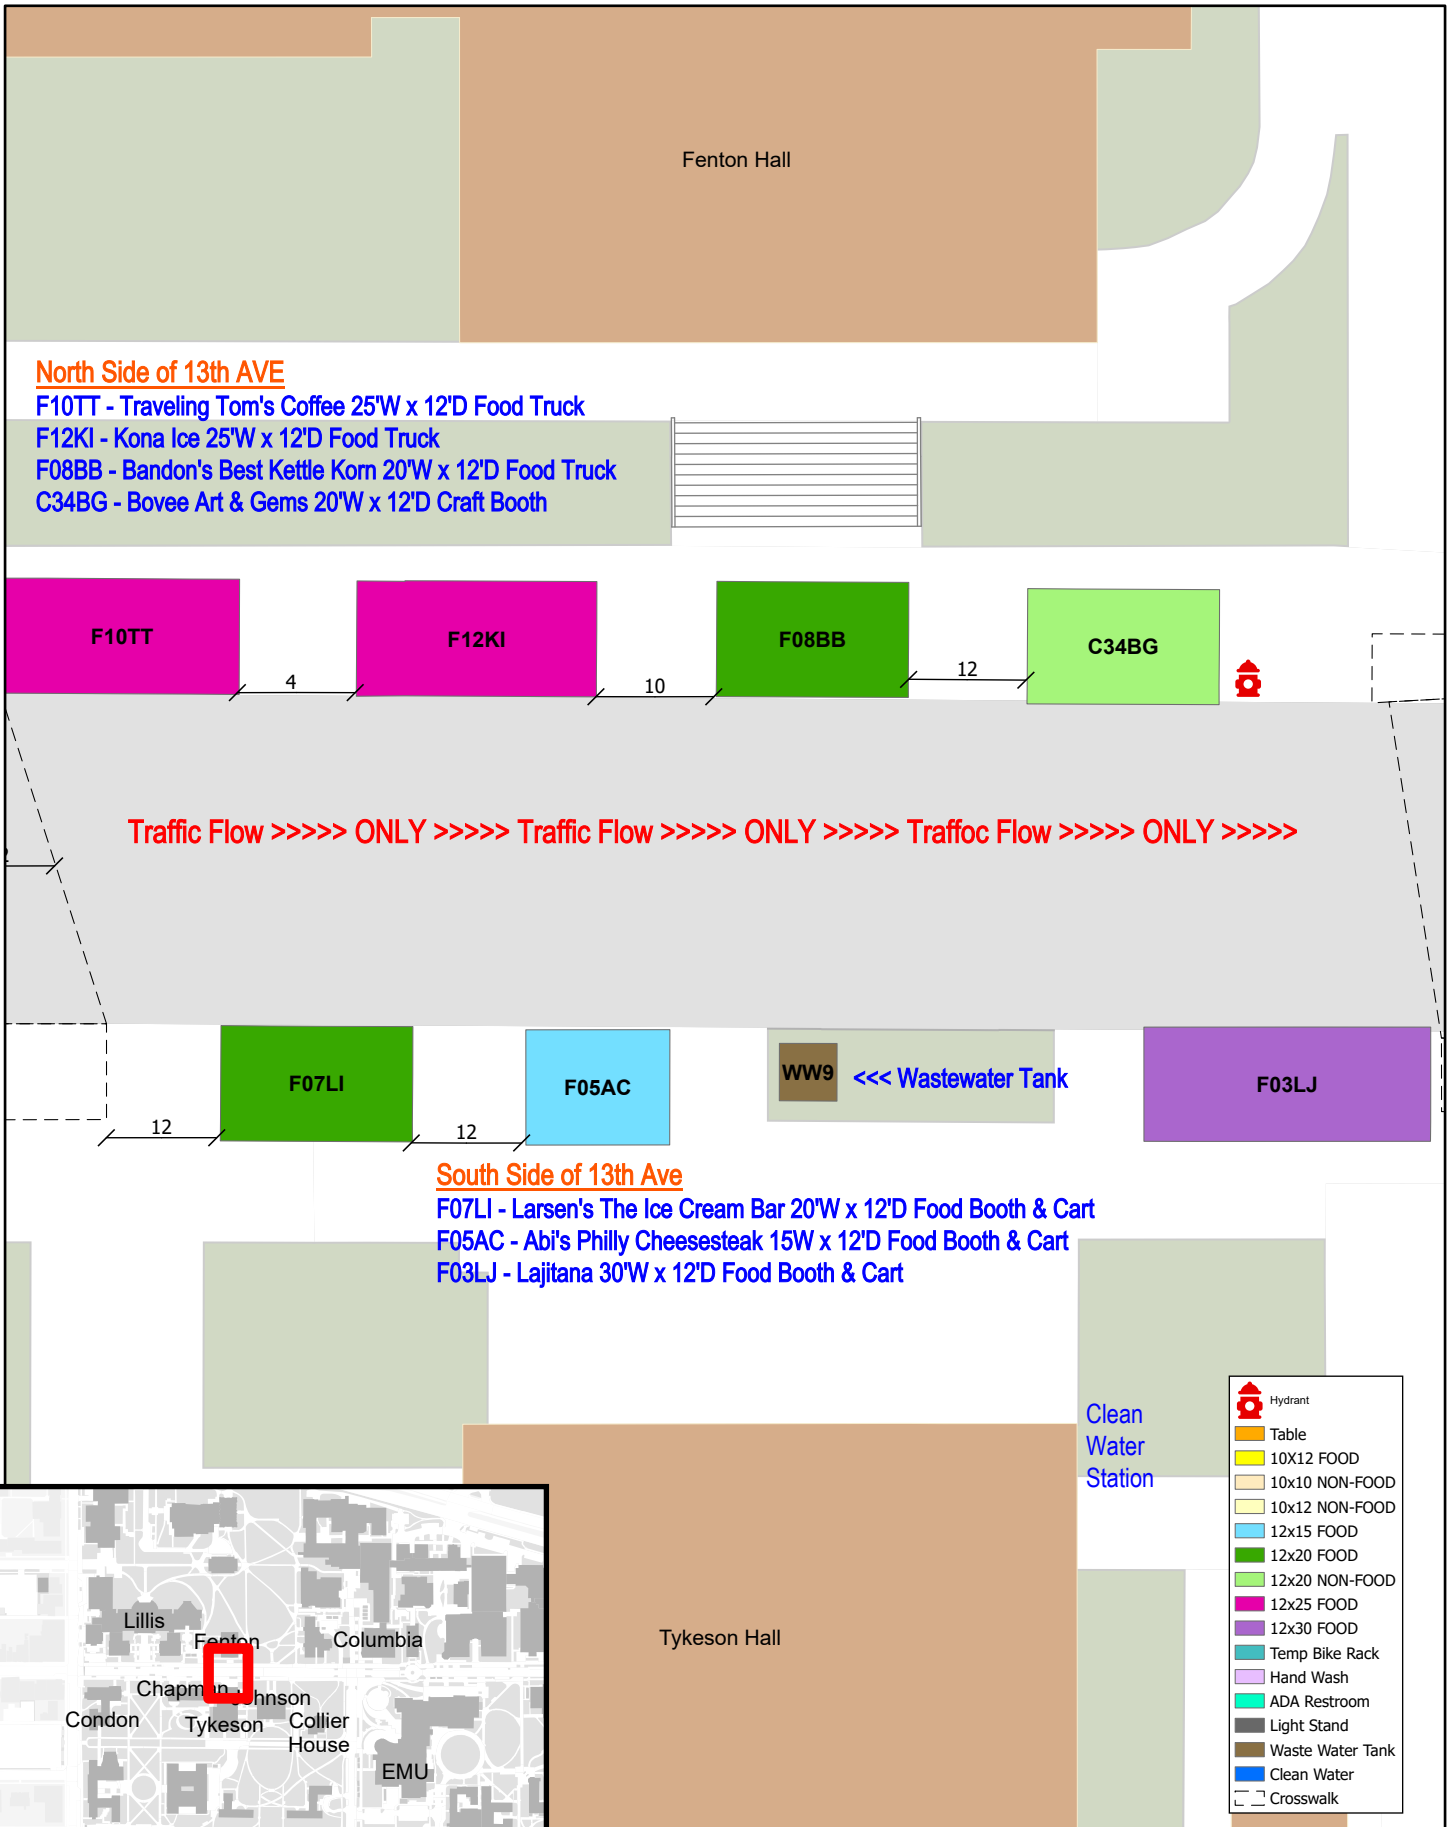 Fenton Hall
North Side of 13th AVE
F10TT - Traveling Tom's Coffee 25'W x 12'D Food Truck
F12KI - Kona Ice 25'W x 12'D Food Truck
F08BB - Bandon's Best Kettle Korn 20'W x 12'D Food Truck
C34BG - Bovee Art & Gems 20'W x 12'D Craft Booth
F10TT
F12KI
F08BB
C34BG
4
10
12
Traffic Flow >>>>> ONLY >>>>> Traffic Flow >>>>> ONLY >>>>> Traffoc Flow >>>>> ONLY >>>>>
F07LI
F05AC
WW9
<<< Wastewater Tank
F03LJ
12
12
South Side of 13th Ave
F07LI - Larsen's The Ice Cream Bar 20'W x 12'D Food Booth & Cart
F05AC - Abi's Philly Cheesesteak 15W x 12'D Food Booth & Cart
F03LJ - Lajitana 30'W x 12'D Food Booth & Cart
Clean
Water
Station
Tykeson Hall
Hydrant
Table
10X12 FOOD
10x10 NON-FOOD
10x12 NON-FOOD
12x15 FOOD
12x20 FOOD
12x20 NON-FOOD
12x25 FOOD
12x30 FOOD
Temp Bike Rack
Hand Wash
ADA Restroom
Light Stand
Waste Water Tank
Clean Water
Crosswalk
Lillis
Fenton
Columbia
Chapman
Johnson
Condon
Tykeson
Collier
House
EMU